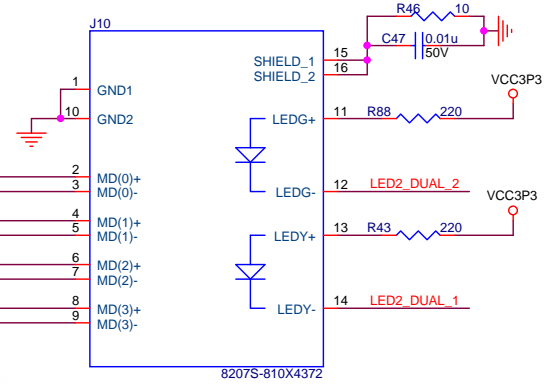 J10
R46 10
C47 0.01u
50V
SHIELD_1 15
SHIELD_2 16
VCC3P3
1 GND1
10 GND2
LEDG+ 11 R88 220
2 MD(0)+
3 MD(0)-
LEDG- 12 LED2_DUAL_2
VCC3P3
4 MD(1)+
5 MD(1)-
LEDY+ 13 R43 220
6 MD(2)+
7 MD(2)-
8 MD(3)+
9 MD(3)-
LEDY- 14 LED2_DUAL_1
8207S-810X4372